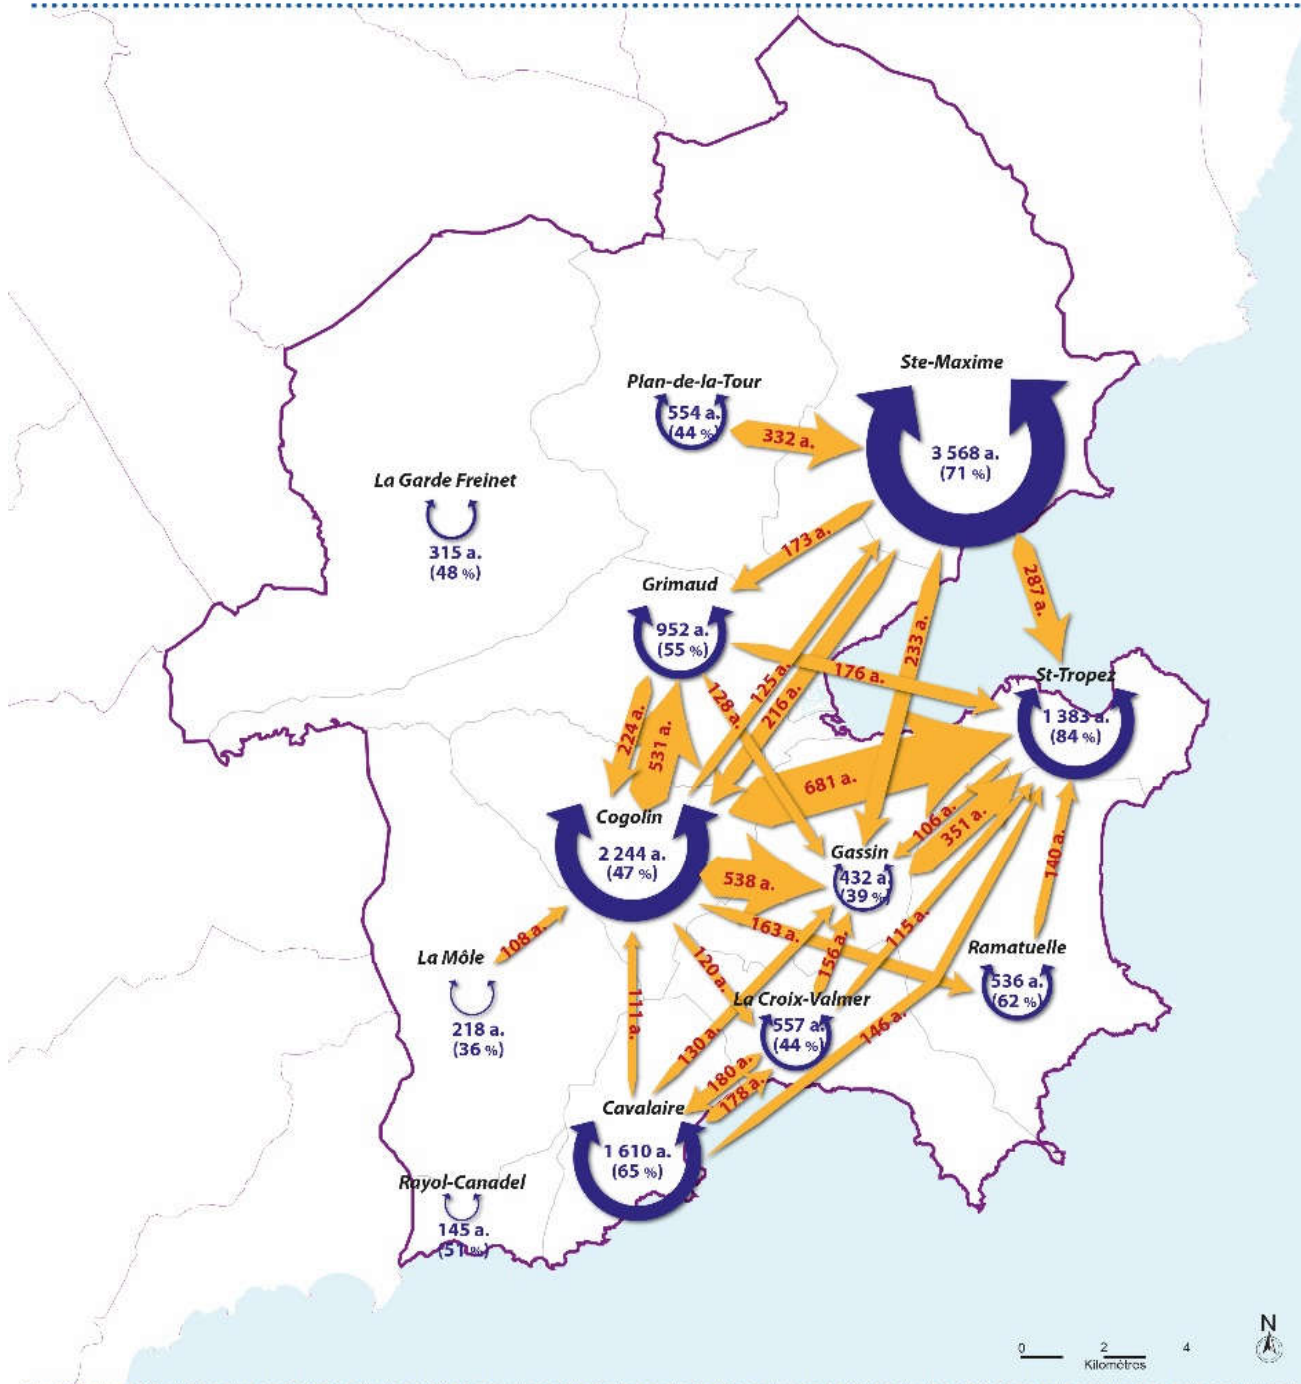 Ste-Maxime
3 568 a.
(71 %)
Plan-de-la-Tour
554 a.
(44 %)
332 a.
La Garde Freinet
315 a.
(48 %)
173 a.
287 a.
Grimaud
952 a.
(55 %)
233 a.
125 a.
176 a.
128 a.
216 a.
St-Tropez
1 383 a.
(84 %)
224 a.
531 a.
681 a.
Cogolin
2 244 a.
(47 %)
106 a.
351 a.
Gassin
432 a.
(39 %)
538 a.
140 a.
163 a.
115 a.
108 a.
156 a.
120 a.
La Môle
218 a.
(36 %)
Ramatuelle
536 a.
(62 %)
La Croix-Valmer
557 a.
(44 %)
111 a.
130 a.
146 a.
180 a.
178 a.
Cavalaire
1 610 a.
(65 %)
Rayol-Canadel
145 a.
(51 %)
N
0 2 4
Kilomètres